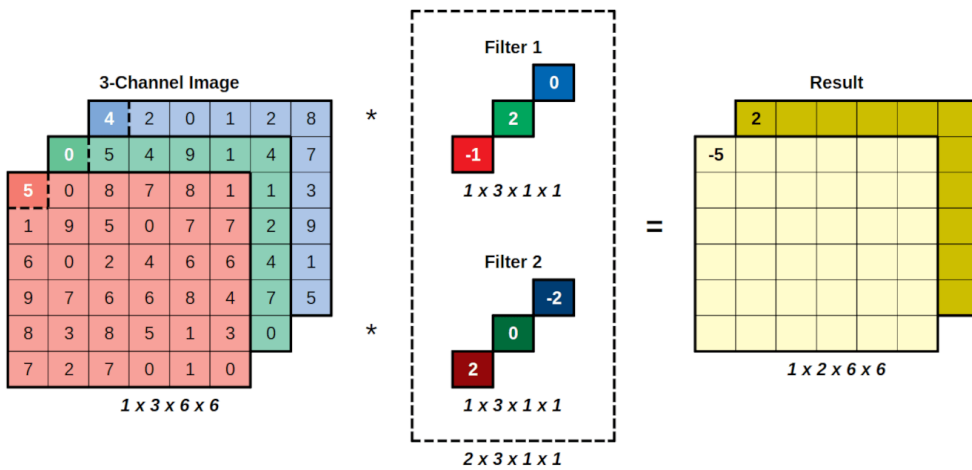 Filter 1
3-Channel Image
0
Result
4 2 0 1 2 8
*
2
2
0 5 4 9 1 4 7
-1
-5
5 0 8 7 8 1 1 3
1 x 3 x 1 x 1
1 9 5 0 7 7 2 9
=
6 0 2 4 6 6 4 1
Filter 2
9 7 6 6 8 4 7 5
-2
8 3 8 5 1 3 0
*
0
7 2 7 0 1 0
2
1 x 2 x 6 x 6
1 x 3 x 6 x 6
1 x 3 x 1 x 1
2 x 3 x 1 x 1